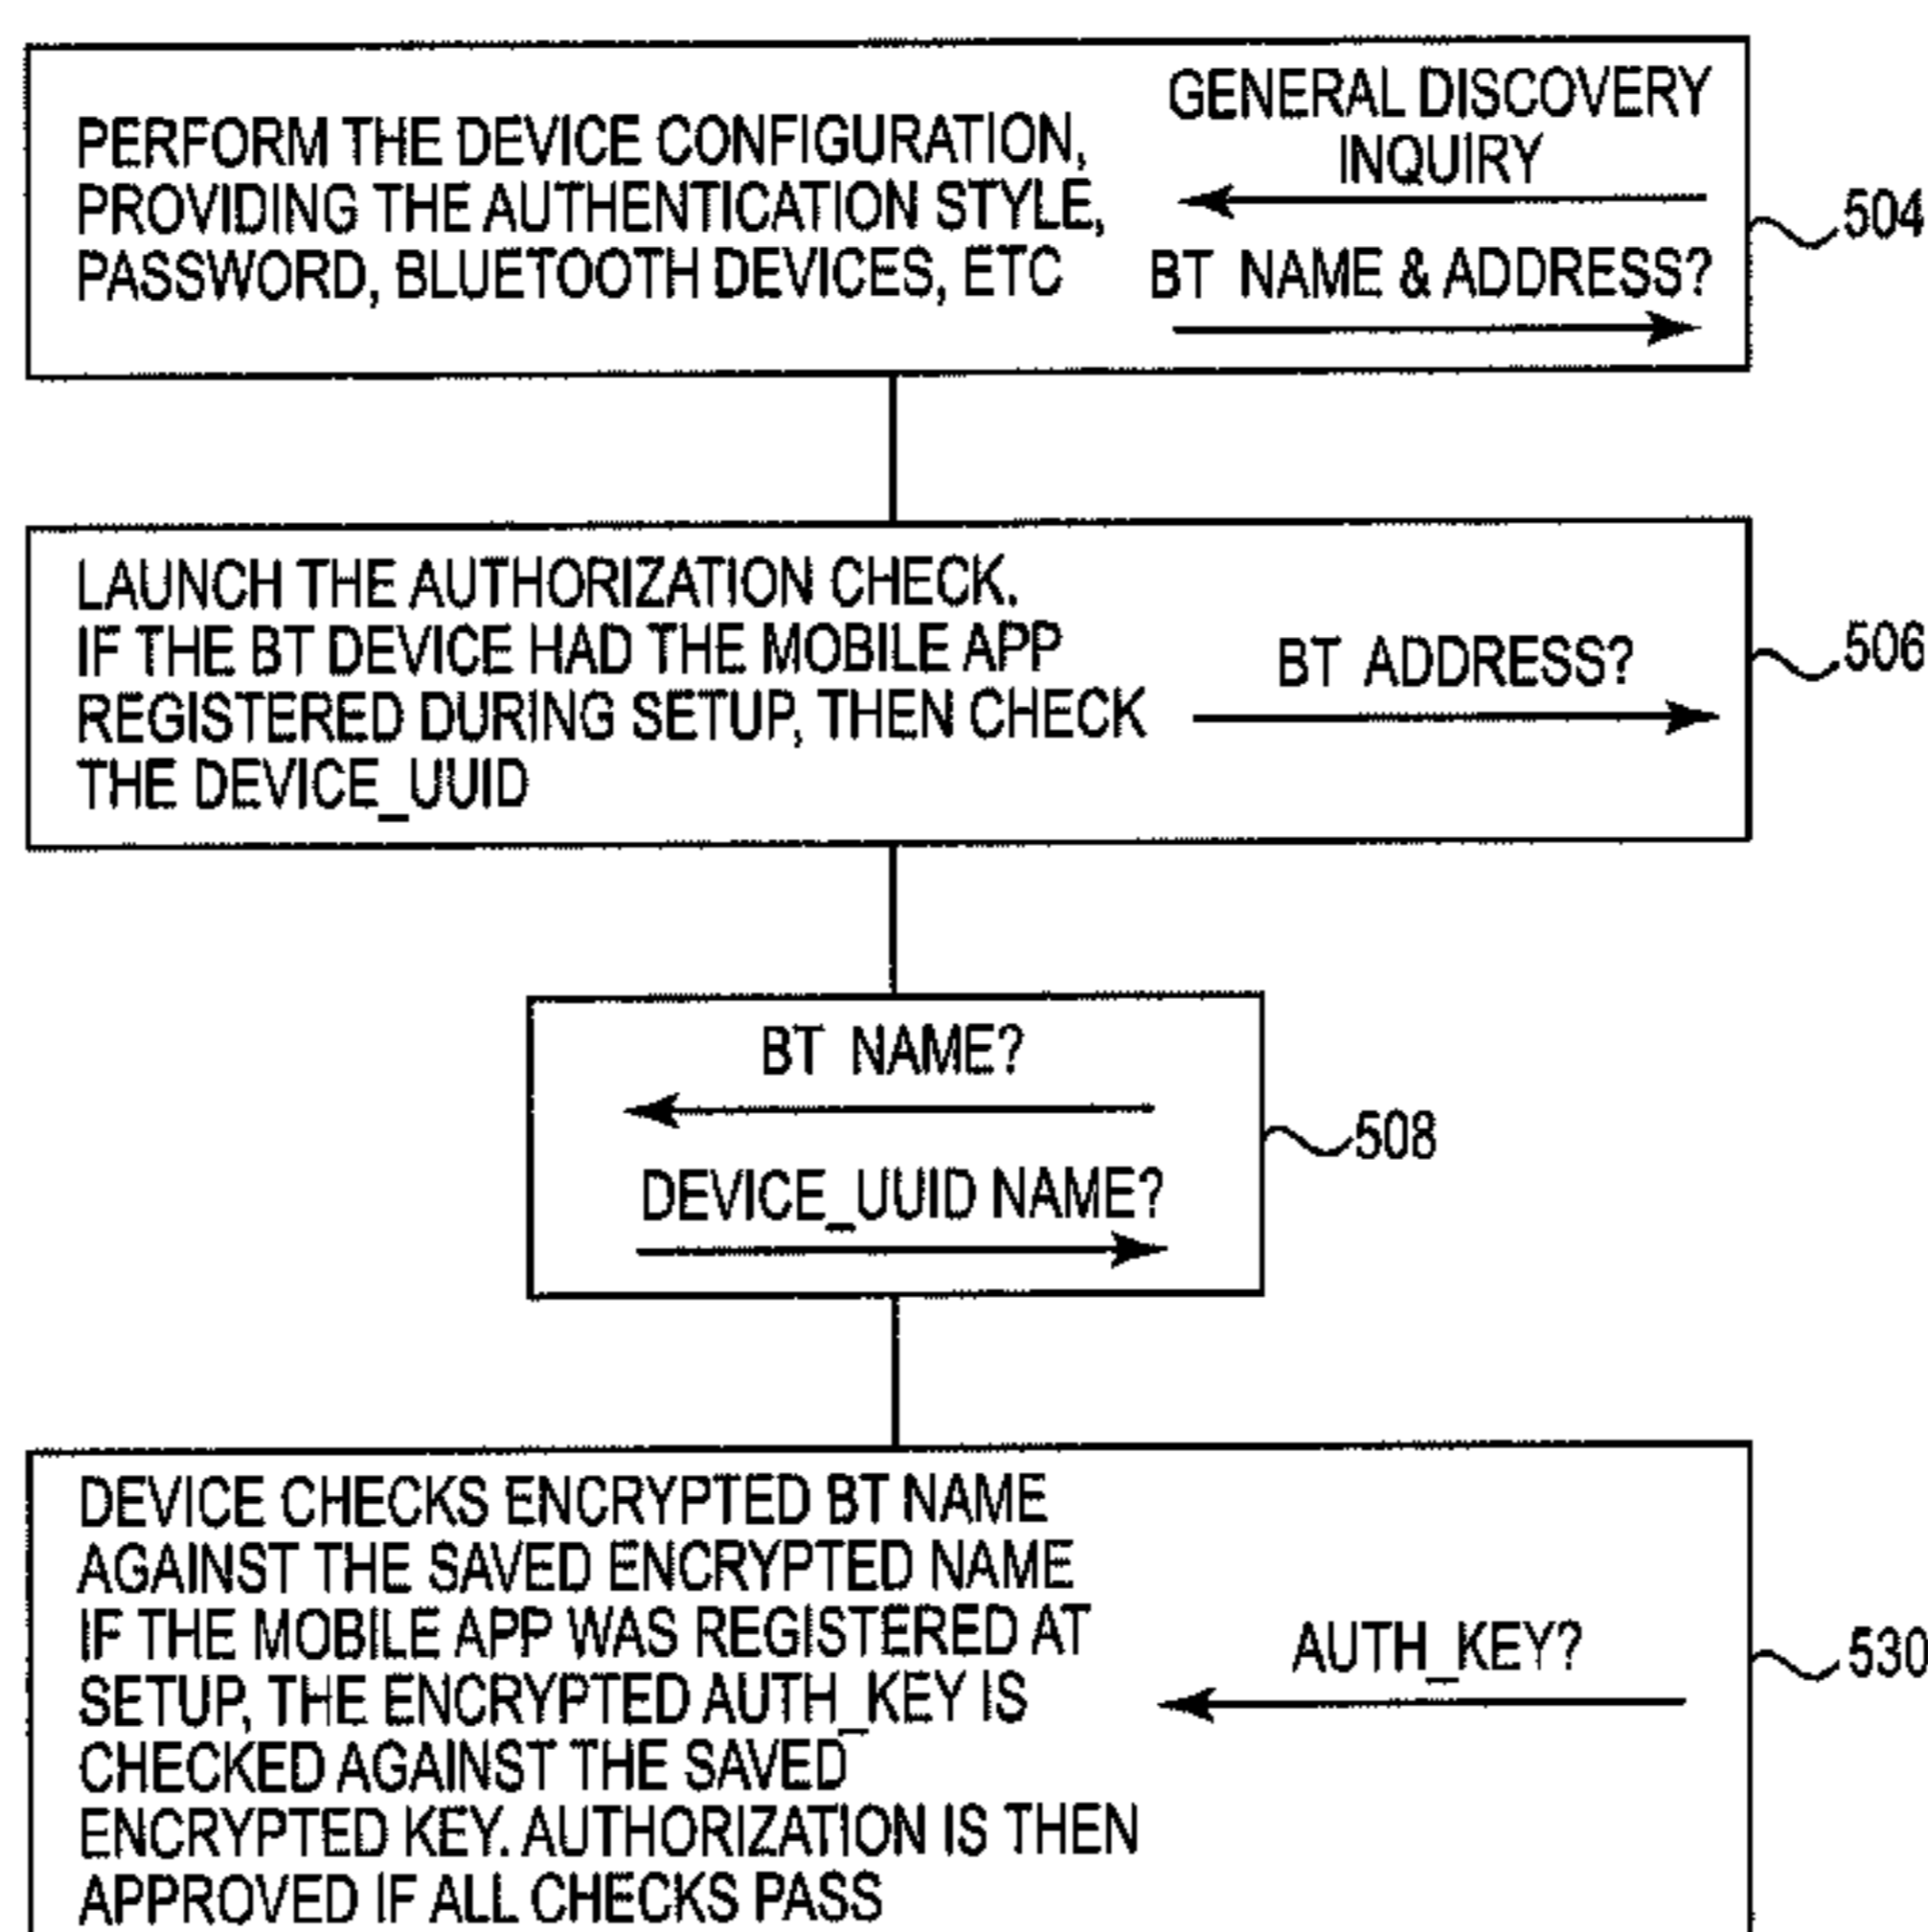 PERFORM THE DEVICE CONFIGURATION,
PROVIDING THE AUTHENTICATION STYLE,
PASSWORD, BLUETOOTH DEVICES, ETC
GENERAL DISCOVERY
INQUIRY
BT NAME & ADDRESS?
504
LAUNCH THE AUTHORIZATION CHECK.
IF THE BT DEVICE HAD THE MOBILE APP
REGISTERED DURING SETUP, THEN CHECK
THE DEVICE_UUID
BT ADDRESS?
506
BT NAME?
DEVICE_UUID NAME?
508
DEVICE CHECKS ENCRYPTED BT NAME
AGAINST THE SAVED ENCRYPTED NAME
IF THE MOBILE APP WAS REGISTERED AT
SETUP, THE ENCRYPTED AUTH_KEY IS
CHECKED AGAINST THE SAVED
ENCRYPTED KEY. AUTHORIZATION IS THEN
APPROVED IF ALL CHECKS PASS
AUTH_KEY?
530